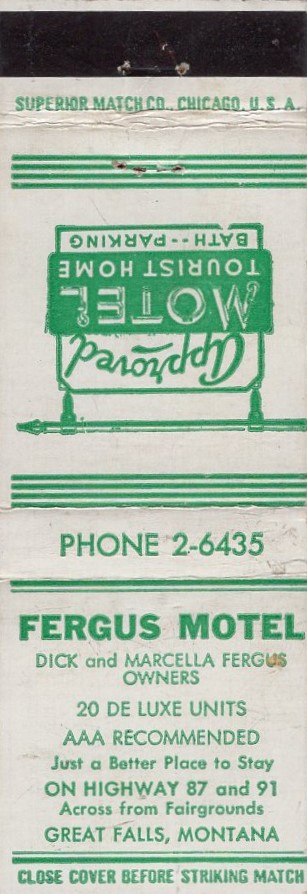 SUPERIOR MATCH CO., CHICAGO, U.S.A.
approved
MOTEL
TOURIST HOME
BATH -- PARKING
PHONE 2-6435
FERGUS MOTEL
DICK and MARCELLA FERGUS
OWNERS
20 DE LUXE UNITS
AAA RECOMMENDED
Just a Better Place to Stay
ON HIGHWAY 87 and 91
Across from Fairgrounds
GREAT FALLS, MONTANA
CLOSE COVER BEFORE STRIKING MATCH